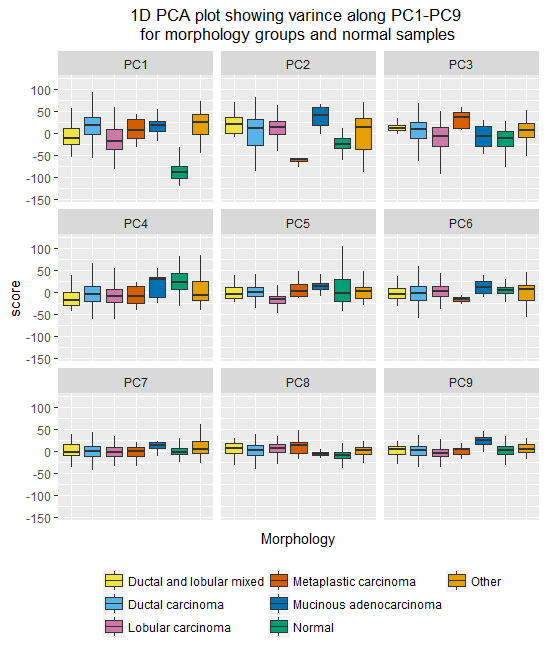 1D PCA plot showing varince along PC1-PC9
for morphology groups and normal samples
PC1 PC2 PC3
100
50
0
-50
-100
-150
PC4 PC5 PC6
100
50
0
-50
-100
-150
score
PC7 PC8 PC9
100
50
0
-50
-100
-150
Morphology
Ductal and lobular mixed Metaplastic carcinoma Other
Ductal carcinoma Mucinous adenocarcinoma
Lobular carcinoma Normal